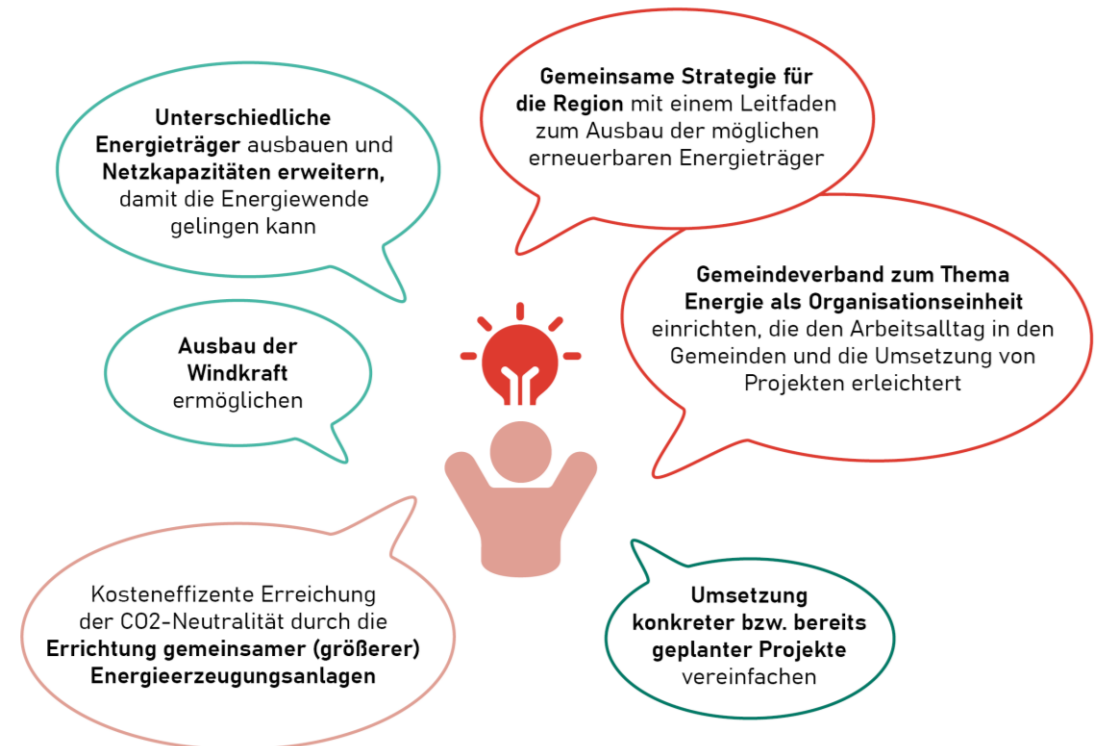 Unterschiedliche
Energieträger ausbauen und
Netzkapazitäten erweitern,
damit die Energiewende
gelingen kann
Gemeinsame Strategie für
die Region mit einem Leitfaden
zum Ausbau der möglichen
erneuerbaren Energieträger
Gemeindeverband zum Thema
Energie als Organisationseinheit
einrichten, die den Arbeitsalltag in den
Gemeinden und die Umsetzung von
Projekten erleichtert
Ausbau der
Windkraft
ermöglichen
Kosteneffizente Erreichung
der CO2-Neutralität durch die
Errichtung gemeinsamer (größerer)
Energieerzeugungsanlagen
Umsetzung
konkreter bzw. bereits
geplanter Projekte
vereinfachen